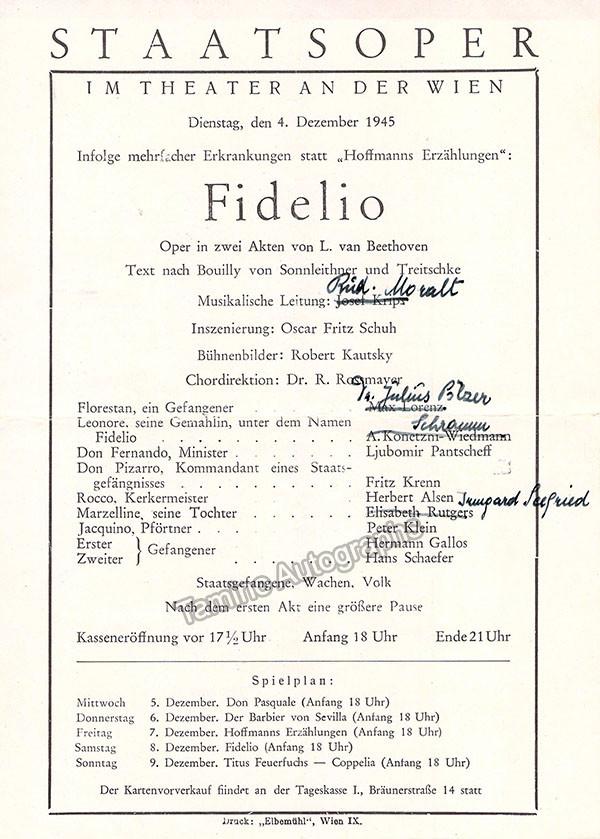 STAATSOPER
IM THEATER AN DER WIEN
Dienstag, den 4. Dezember 1945
Infolge mehrfacher Erkrankungen statt „Hoffmanns Erzählungen“:
Fidelio
Oper in zwei Akten von L. van Beethoven
Text nach Bouilly von Sonnleithner und Treitschke
Rud. Moralt
Musikalische Leitung: Josef Krips
Inszenierung: Oscar Fritz Schuh
Bühnenbilder: Robert Kautsky
Chordirektion: Dr. R. Rossmayer
Dr. Julius Pölzer
Florestan, ein Gefangener . . . . . . . Max Lorenz
Leonore, seine Gemahlin, unter dem Namen Schramm
Fidelio . . . . . . . . . . . A. Konetzni-Wiedmann
Don Fernando, Minister . . . . . . . . Ljubomir Pantscheff
Don Pizarro, Kommandant eines Staats-
gefängnisses . . . . . . . . . Fritz Krenn
Rocco, Kerkermeister Herbert Alsen Irmgard Seefried
Marzelline, seine Tochter . . . . . . . Elisabeth Rutgers
Jacquino, Pförtner . . . Peter Klein
Erster } Gefangener Hermann Gallos
Zweiter } . . . . . . Hans Schaefer
Staatsgefangene, Wachen, Volk
Nach dem ersten Akt eine größere Pause
Kasseneröffnung vor 17½ Uhr Anfang 18 Uhr Ende 21 Uhr
Spielplan:
Mittwoch 5. Dezember. Don Pasquale (Anfang 18 Uhr)
Donnerstag 6. Dezember. Der Barbier von Sevilla (Anfang 18 Uhr)
Freitag 7. Dezember. Hoffmanns Erzählungen (Anfang 18 Uhr)
Samstag 8. Dezember. Fidelio (Anfang 18 Uhr)
Sonntag 9. Dezember. Titus Feuerfuchs — Coppelia (Anfang 18 Uhr)
Der Kartenvorverkauf findet an der Tageskasse I., Bräunerstraße 14 statt
Druck: „Elbemühl“, Wien IX.
Tamino Autographs